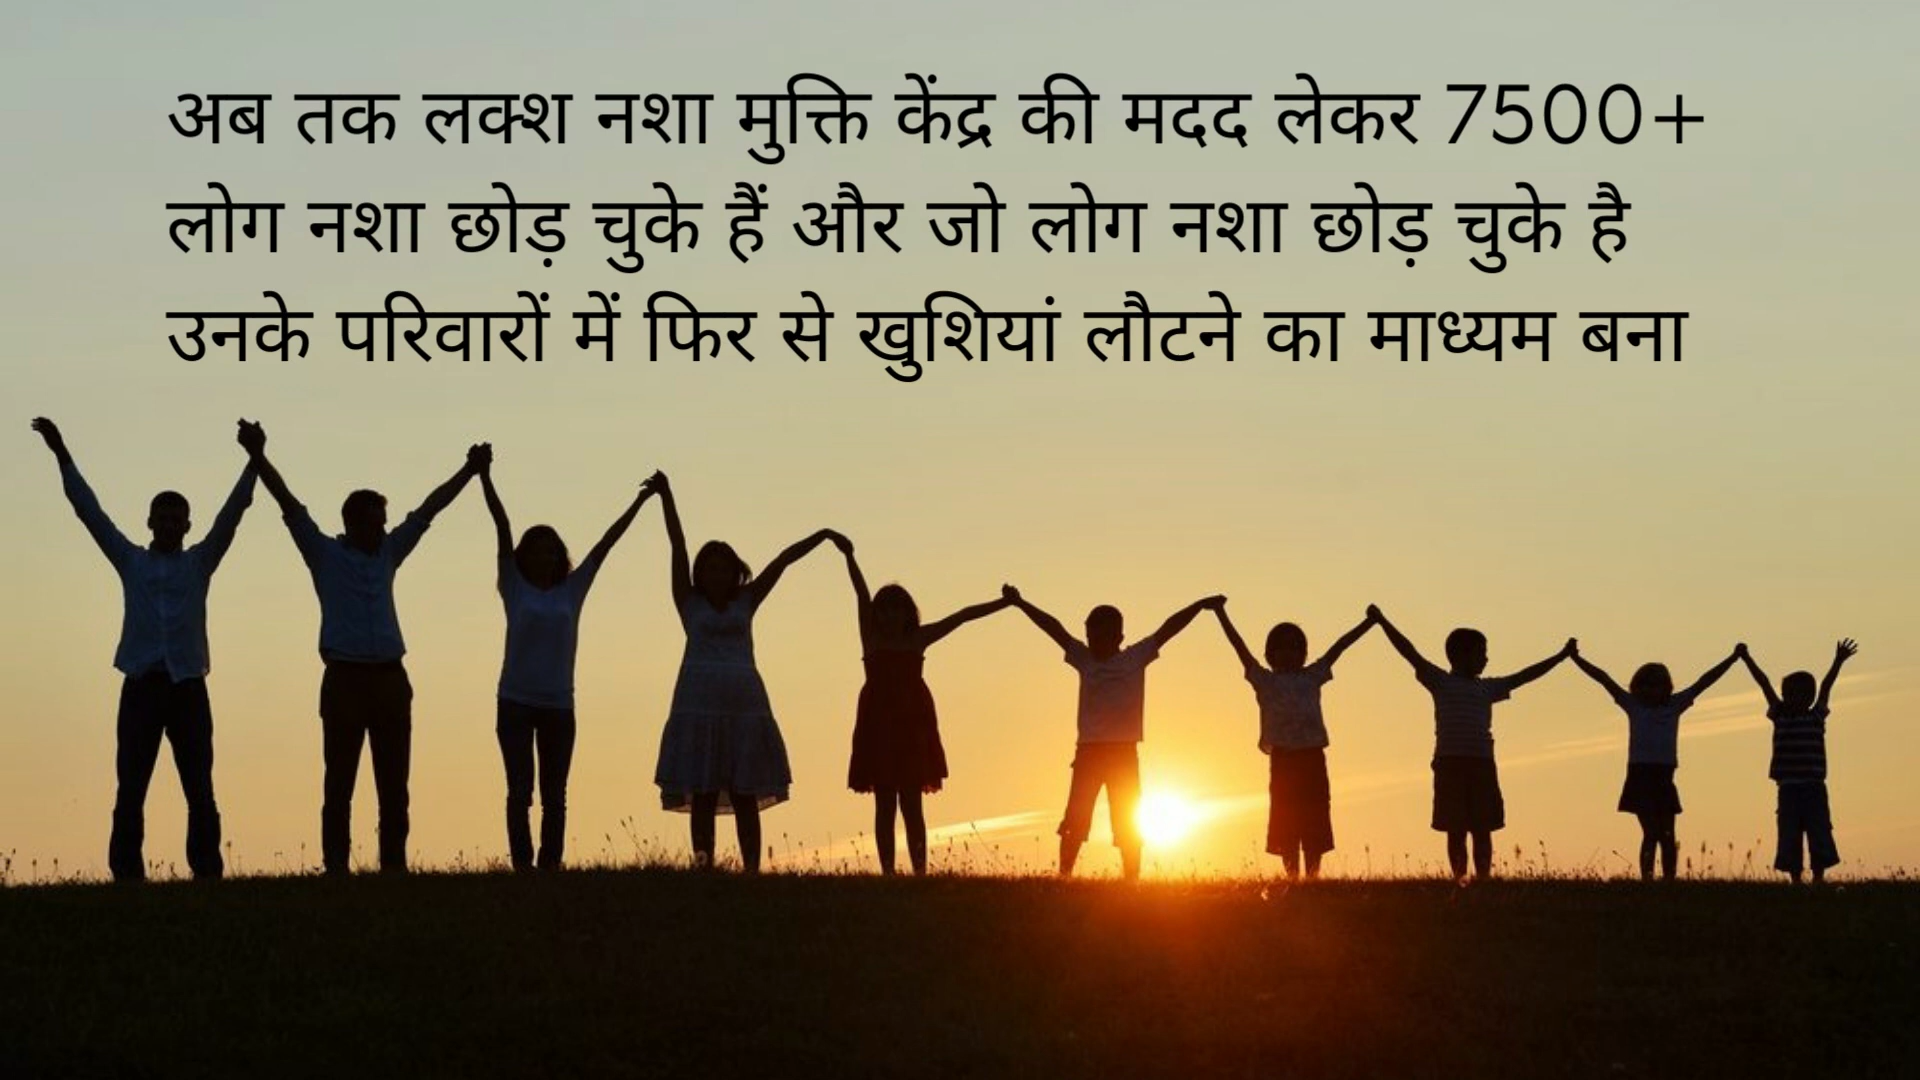 अब तक लक्श नशा मुक्ति केंद्र की मदद लेकर 7500+
लोग नशा छोड़ चुके हैं और जो लोग नशा छोड़ चुके है
उनके परिवारों में फिर से खुशियां लौटने का माध्यम बना